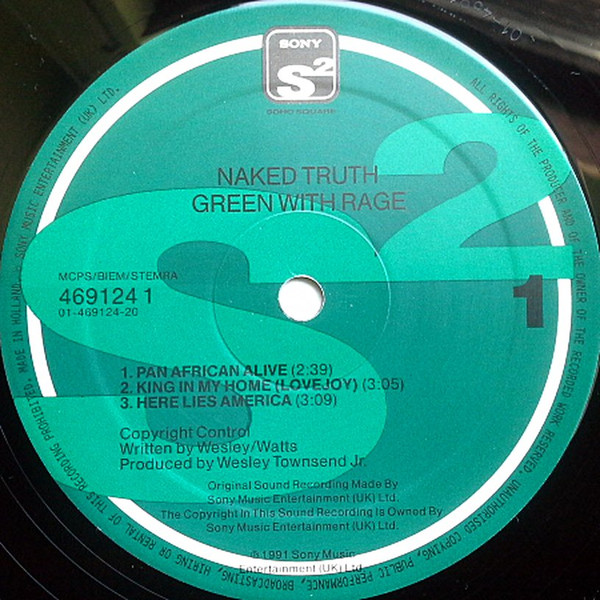 SONY
S2
SOHO SQUARE
NAKED TRUTH
GREEN WITH RAGE
MCPS/BIEM/STEMRA
469124 1
01-469124-20
1
1. PAN AFRICAN ALIVE (2:39)
2. KING IN MY HOME (LOVEJOY) (3:05)
3. HERE LIES AMERICA (3:09)
Copyright Control
Written by Wesley/Watts
Produced by Wesley Townsend Jr.
Original Sound Recording Made By
Sony Music Entertainment (UK) Ltd.
The Copyright In This Sound Recording Is Owned By
Sony Music Entertainment (UK) Ltd.
℗ 1991 Sony Music
Entertainment (UK) Ltd.
ALL RIGHTS OF THE PRODUCER AND OF THE OWNER OF THE RECORDED WORK RESERVED. UNAUTHORISED COPYING, PUBLIC PERFORMANCE, BROADCASTING, HIRING OR RENTAL OF THIS RECORDING PROHIBITED. MADE IN HOLLAND. © SONY MUSIC ENTERTAINMENT (UK) LTD.
S2